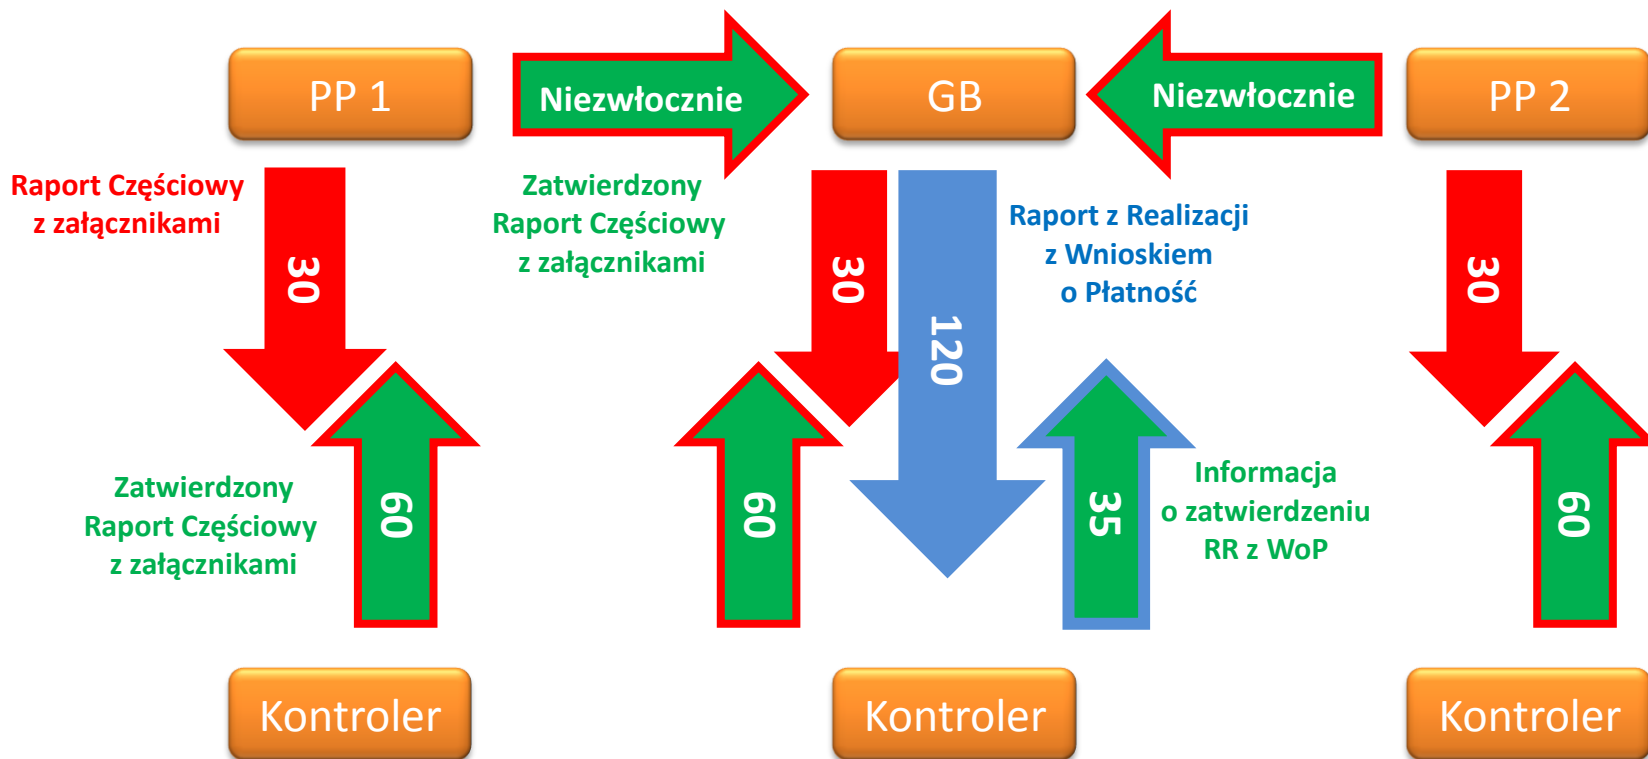 PP 1
Niezwłocznie
GB
Niezwłocznie
PP 2
Raport Częściowy
z załącznikami
30
Zatwierdzony
Raport Częściowy
z załącznikami
30
120
Raport z Realizacji
z Wnioskiem
o Płatność
30
Zatwierdzony
Raport Częściowy
z załącznikami
60
60
35
Informacja
o zatwierdzeniu
RR z WoP
60
Kontroler
Kontroler
Kontroler